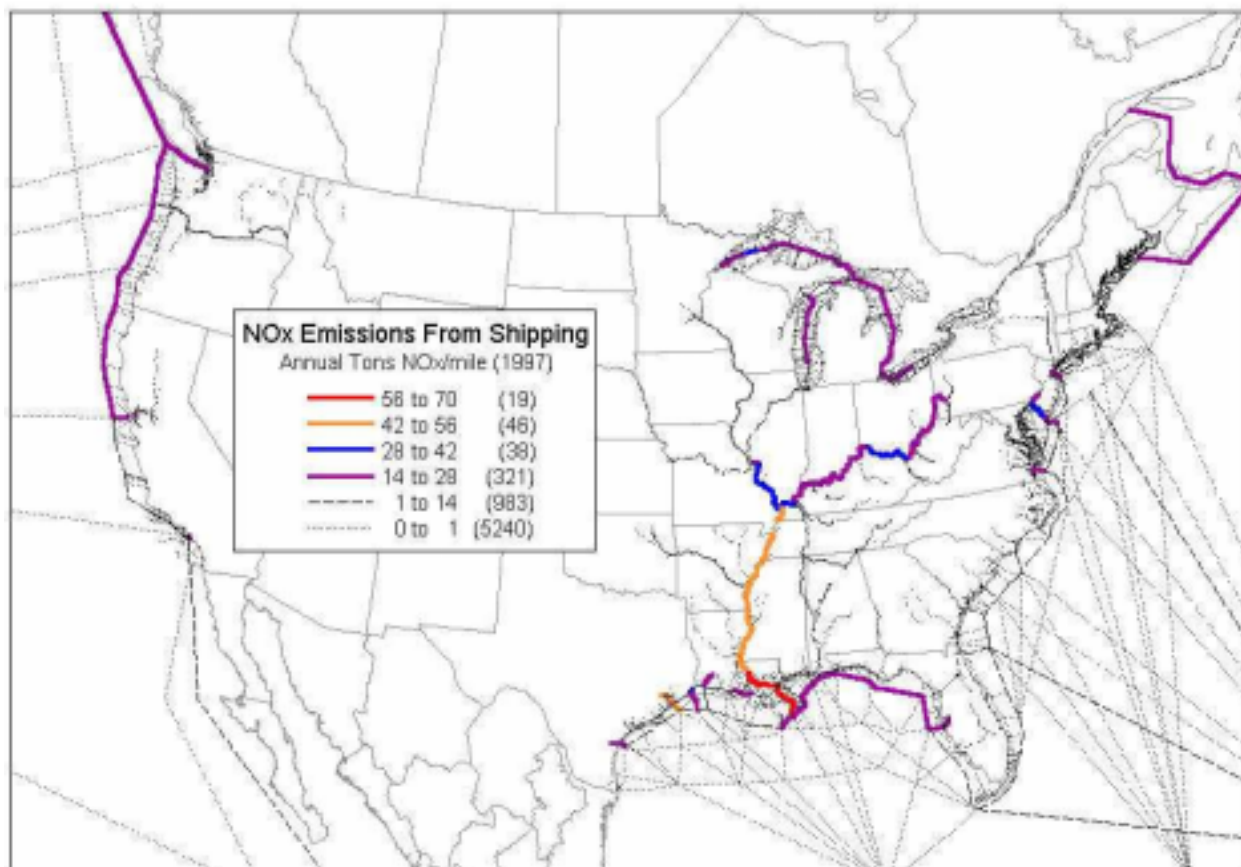 NOx Emissions From Shipping
Annual Tons NOx/mile (1997)
56 to 70 (19)
42 to 56 (46)
28 to 42 (38)
14 to 28 (321)
1 to 14 (983)
0 to 1 (5240)